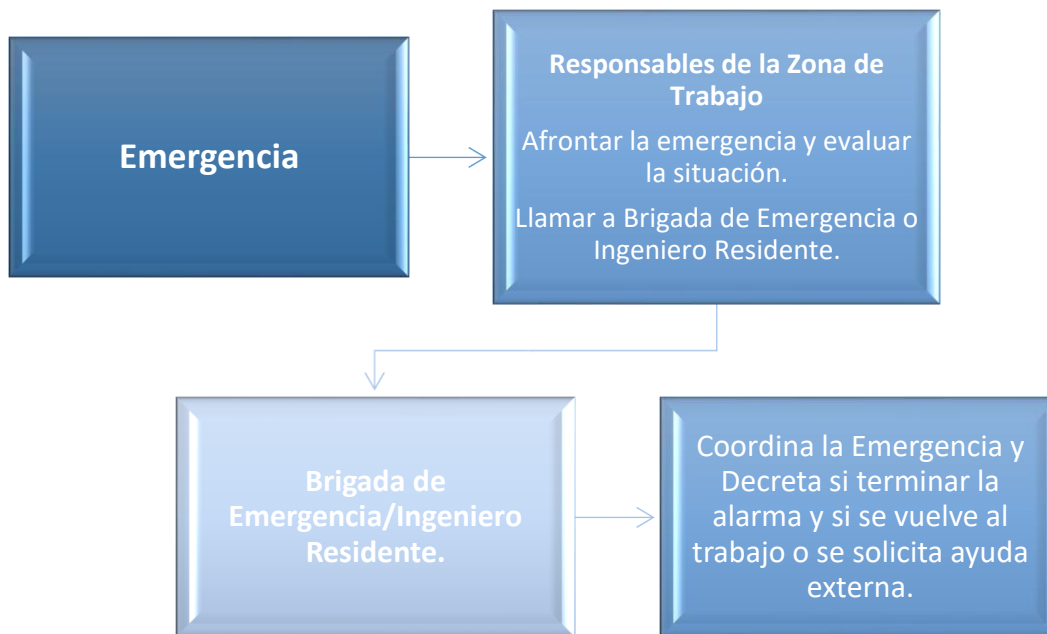 Emergencia
Responsables de la Zona de
Trabajo
Afrontar la emergencia y evaluar
la situación.
Llamar a Brigada de Emergencia o
Ingeniero Residente.
Brigada de
Emergencia/Ingeniero
Residente.
Coordina la Emergencia y
Decreta si terminar la
alarma y si se vuelve al
trabajo o se solicita ayuda
externa.